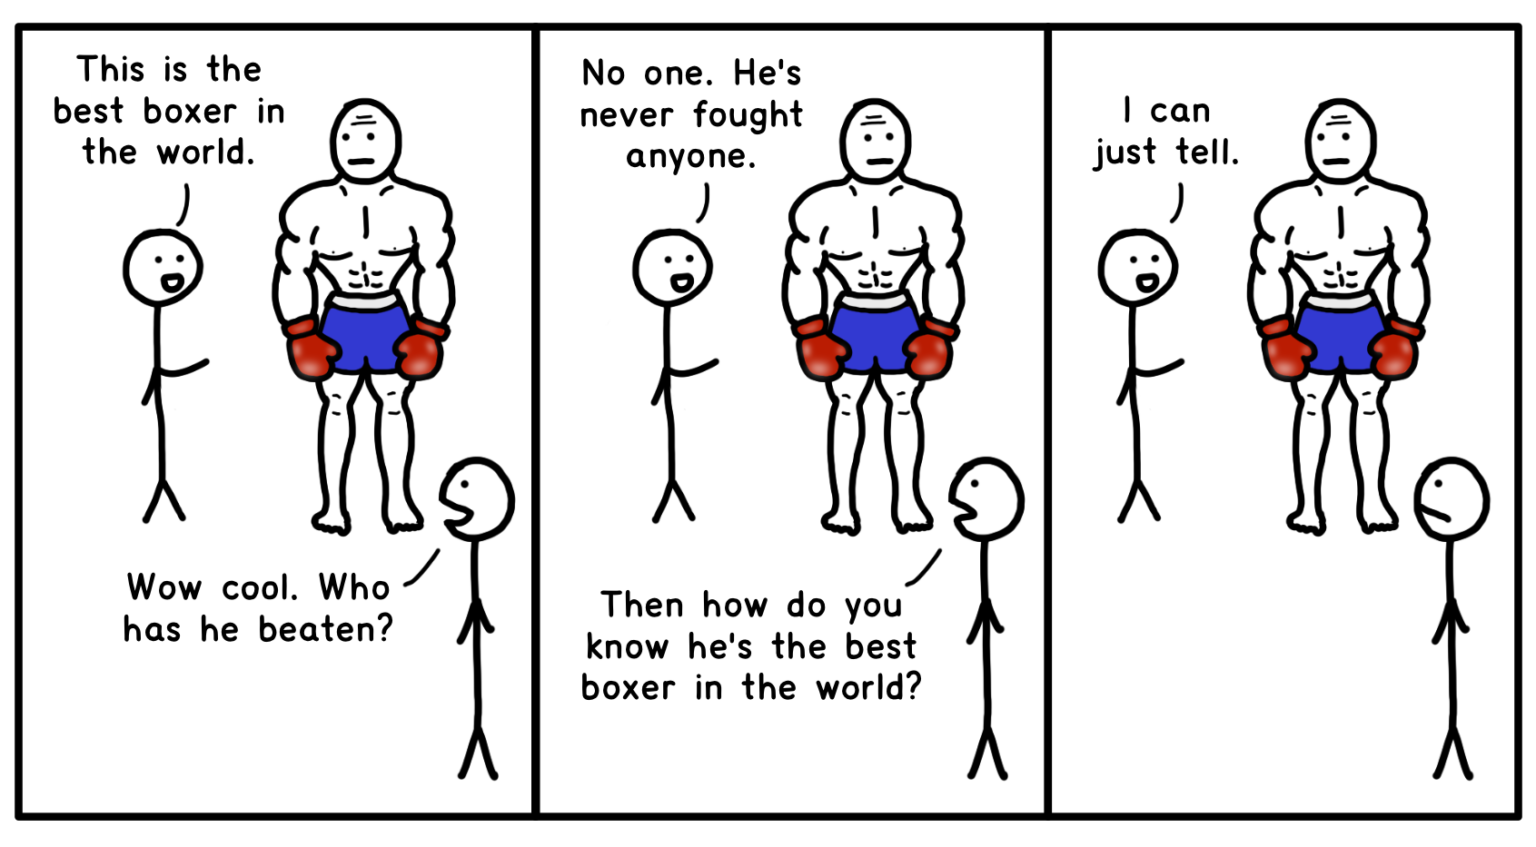 This is the
best boxer in
the world.
Wow cool. Who
has he beaten?
No one. He's
never fought
anyone.
Then how do you
know he's the best
boxer in the world?
I can
just tell.